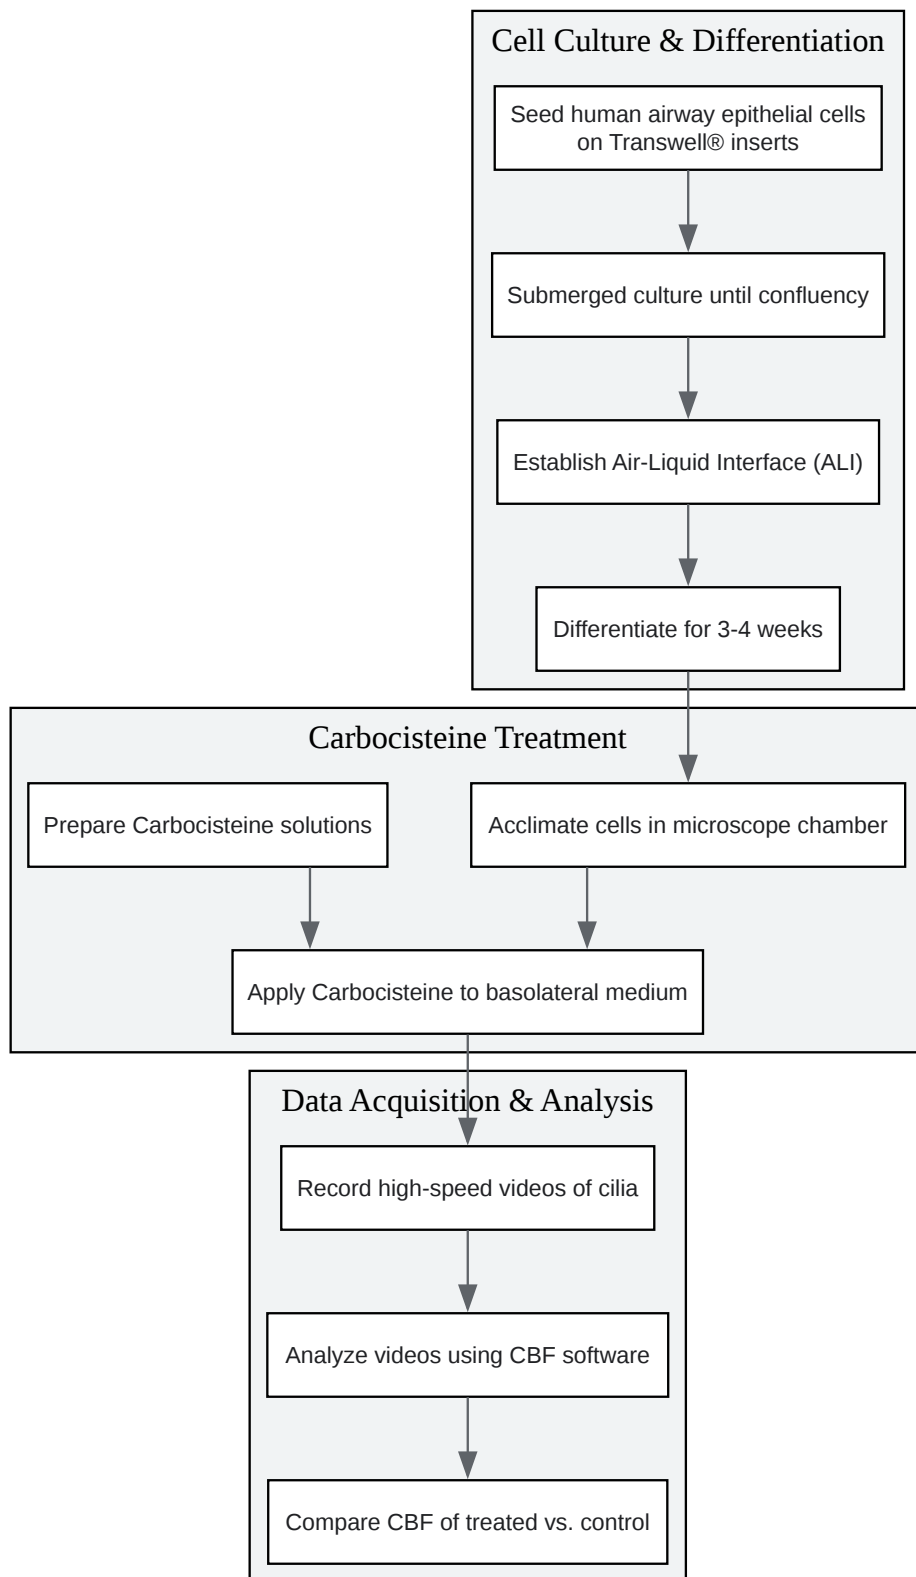 Cell Culture & Differentiation
Seed human airway epithelial cells
on Transwell® inserts
Submerged culture until confluency
Establish Air-Liquid Interface (ALI)
Differentiate for 3-4 weeks
Carbocisteine Treatment
Prepare Carbocisteine solutions
Acclimate cells in microscope chamber
Apply Carbocisteine to basolateral medium
Data Acquisition & Analysis
Record high-speed videos of cilia
Analyze videos using CBF software
Compare CBF of treated vs. control